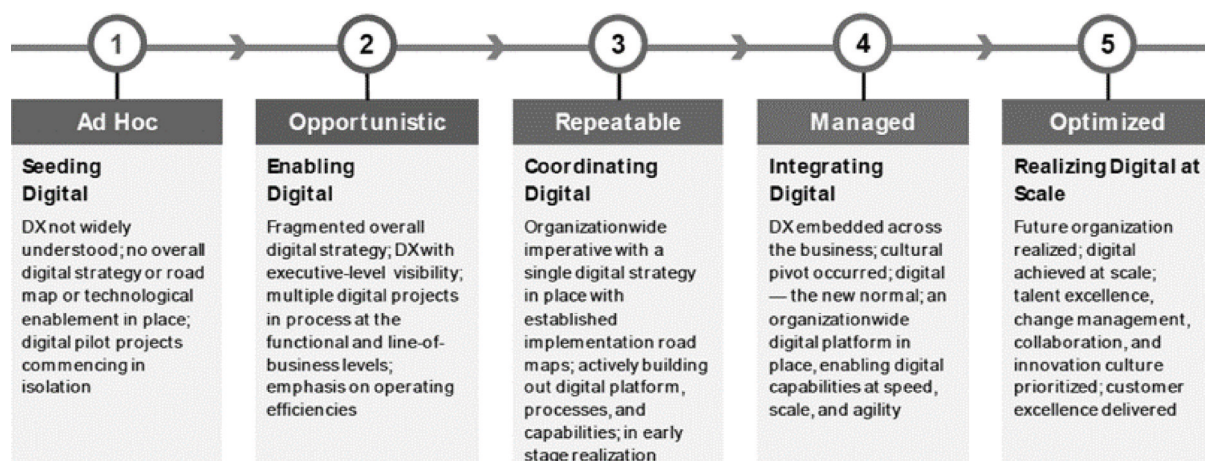 1
2
3
4
5
Ad Hoc
Seeding
Digital
DX not widely
understood; no overall
digital strategy or road
map or technological
enablement in place;
digital pilot projects
commencing in
isolation
Opportunistic
Enabling
Digital
Fragmented overall
digital strategy; DX with
executive-level visibility;
multiple digital projects
in process at the
functional and line-of-
business levels;
emphasis on operating
efficiencies
Repeatable
Coordinating
Digital
Organizationwide
imperative with a
single digital strategy
in place with
established
implementation road
maps; actively building
out digital platform,
processes, and
capabilities; in early
stage realization
Managed
Integrating
Digital
DX embedded across
the business; cultural
pivot occurred; digital
— the new normal; an
organizationwide
digital platform in
place, enabling digital
capabilities at speed,
scale, and agility
Optimized
Realizing Digital at
Scale
Future organization
realized; digital
achieved at scale;
talent excellence,
change management,
collaboration, and
innovation culture
prioritized; customer
excellence delivered